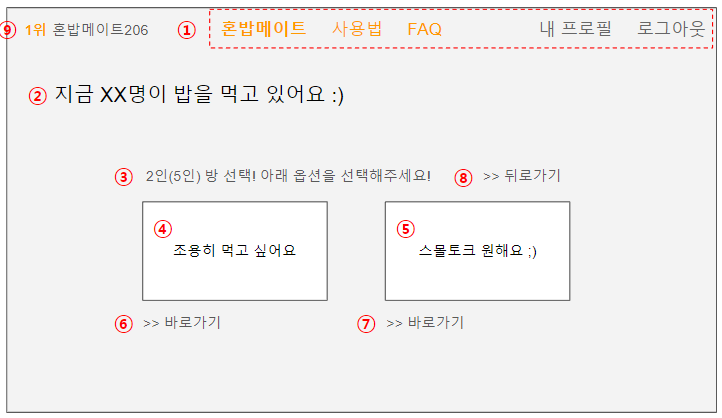 ⑨ 1위 혼밥메이트206 ① 혼밥메이트 사용법 FAQ 내 프로필 로그아웃
② 지금 XX명이 밥을 먹고 있어요 :)
③ 2인(5인) 방 선택! 아래 옵션을 선택해주세요! ⑧ >> 뒤로가기
④ 조용히 먹고 싶어요
⑤ 스몰토크 원해요 ;)
⑥ >> 바로가기 ⑦ >> 바로가기